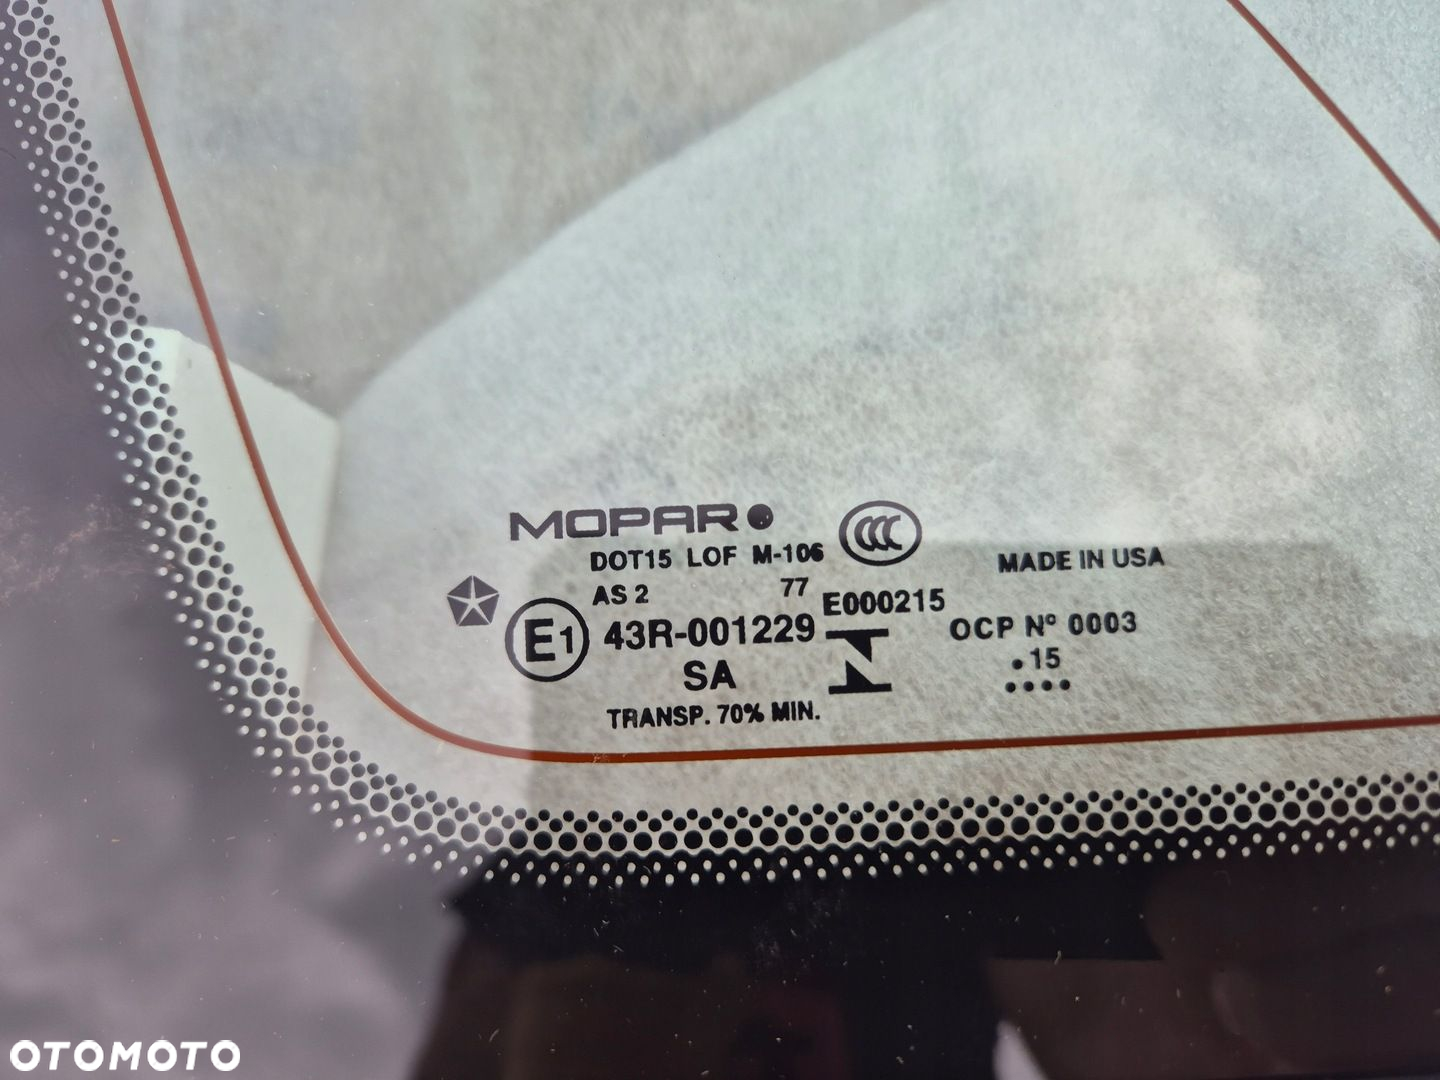 MOPAR
DOT15 LOF M-106
AS 2 77
CCC
MADE IN USA
E000215
E1 43R-001229
OCP Nº 0003
SA
.15
....
TRANSP. 70% MIN.
OTOMOTO